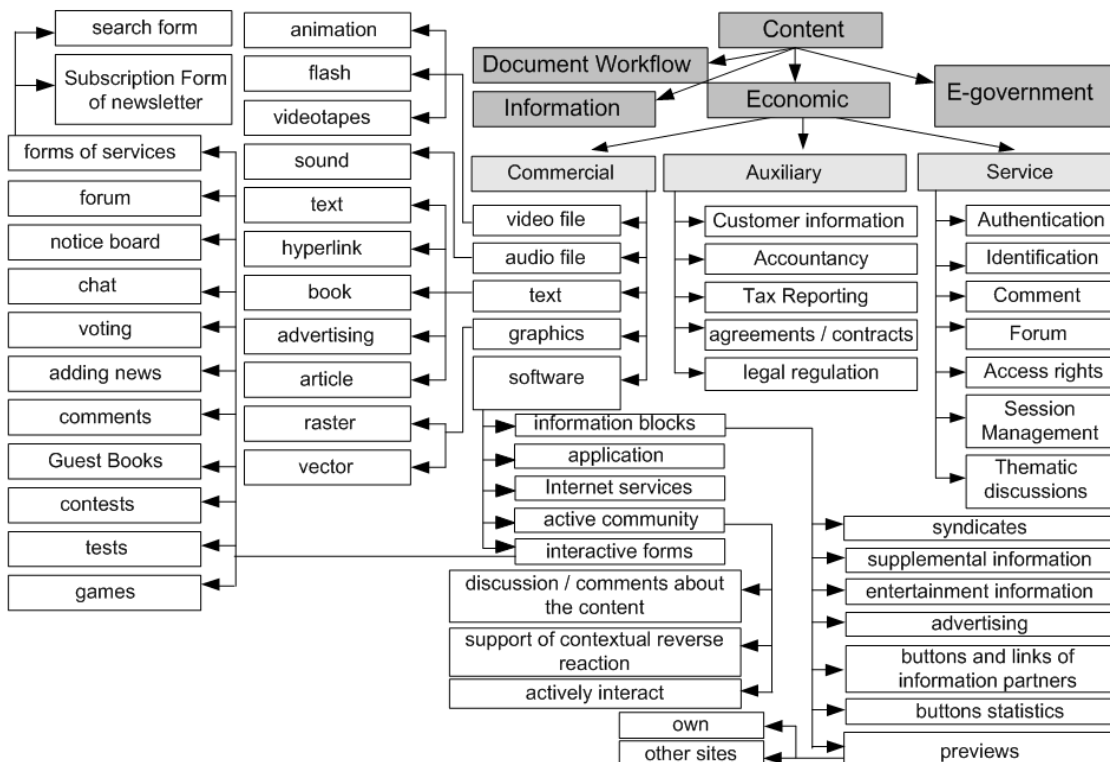 Content
Document Workflow
Information
Economic
E-government
Commercial
Auxiliary
Service
video file
audio file
text
graphics
software
Customer information
Accountancy
Tax Reporting
agreements / contracts
legal regulation
Authentication
Identification
Comment
Forum
Access rights
Session
Management
Thematic
discussions
search form
Subscription Form
of newsletter
forms of services
forum
notice board
chat
voting
adding news
comments
Guest Books
contests
tests
games
animation
flash
videotapes
sound
text
hyperlink
book
advertising
article
raster
vector
information blocks
application
Internet services
active community
interactive forms
discussion / comments about
the content
support of contextual reverse
reaction
actively interact
syndicates
supplemental information
entertainment information
advertising
buttons and links of
information partners
buttons statistics
previews
own
other sites